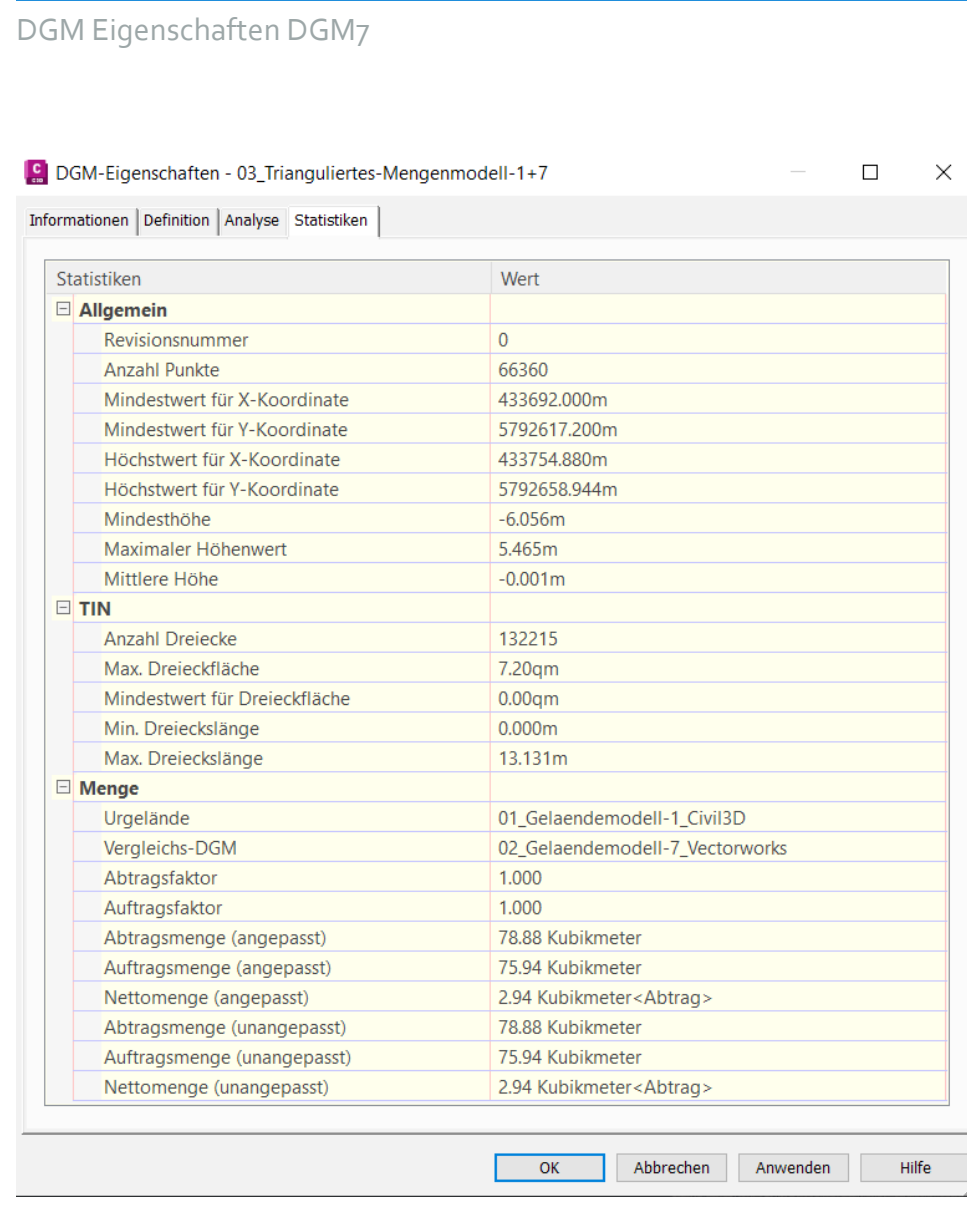 DGM Eigenschaften DGM7
C
C3D
DGM-Eigenschaften - 03_Trianguliertes-Mengenmodell-1+7
Informationen Definition Analyse Statistiken
Statistiken Wert
Allgemein
Revisionsnummer 0
Anzahl Punkte 66360
Mindestwert für X-Koordinate 433692.000m
Mindestwert für Y-Koordinate 5792617.200m
Höchstwert für X-Koordinate 433754.880m
Höchstwert für Y-Koordinate 5792658.944m
Mindesthöhe -6.056m
Maximaler Höhenwert 5.465m
Mittlere Höhe -0.001m
TIN
Anzahl Dreiecke 132215
Max. Dreieckfläche 7.20qm
Mindestwert für Dreieckfläche 0.00qm
Min. Dreieckslänge 0.000m
Max. Dreieckslänge 13.131m
Menge
Urgelände 01_Gelaendemodell-1_Civil3D
Vergleichs-DGM 02_Gelaendemodell-7_Vectorworks
Abtragsfaktor 1.000
Auftragsfaktor 1.000
Abtragsmenge (angepasst) 78.88 Kubikmeter
Auftragsmenge (angepasst) 75.94 Kubikmeter
Nettomenge (angepasst) 2.94 Kubikmeter<Abtrag>
Abtragsmenge (unangepasst) 78.88 Kubikmeter
Auftragsmenge (unangepasst) 75.94 Kubikmeter
Nettomenge (unangepasst) 2.94 Kubikmeter<Abtrag>
OK Abbrechen Anwenden Hilfe